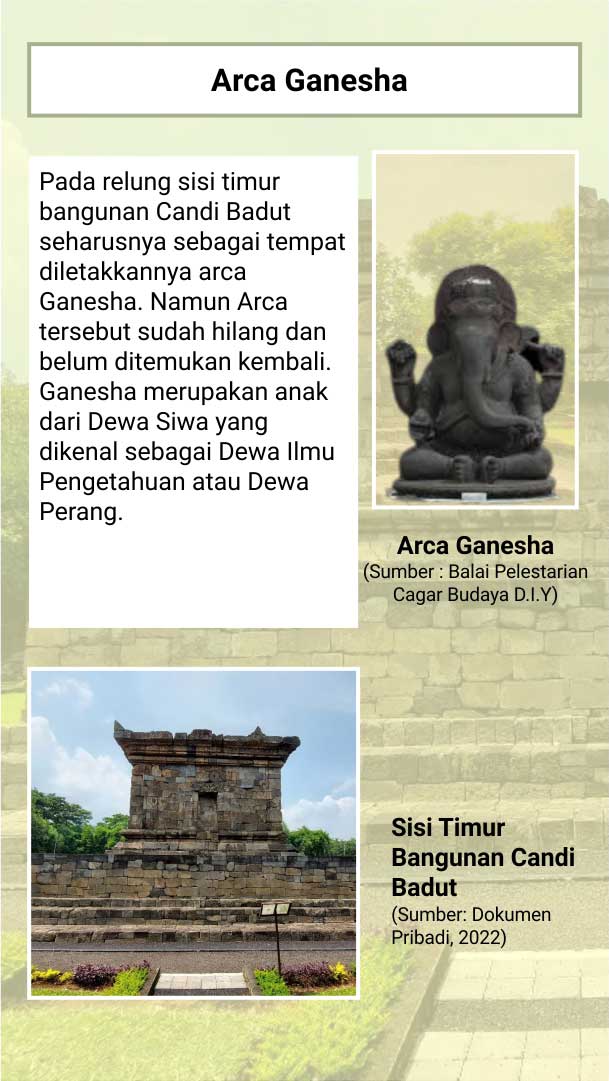 Arca Ganesha
Pada relung sisi timur
bangunan Candi Badut
seharusnya sebagai tempat
diletakkannya arca
Ganesha. Namun Arca
tersebut sudah hilang dan
belum ditemukan kembali.
Ganesha merupakan anak
dari Dewa Siwa yang
dikenal sebagai Dewa Ilmu
Pengetahuan atau Dewa
Perang.
Arca Ganesha
(Sumber : Balai Pelestarian
Cagar Budaya D.I.Y)
Sisi Timur
Bangunan Candi
Badut
(Sumber: Dokumen
Pribadi, 2022)